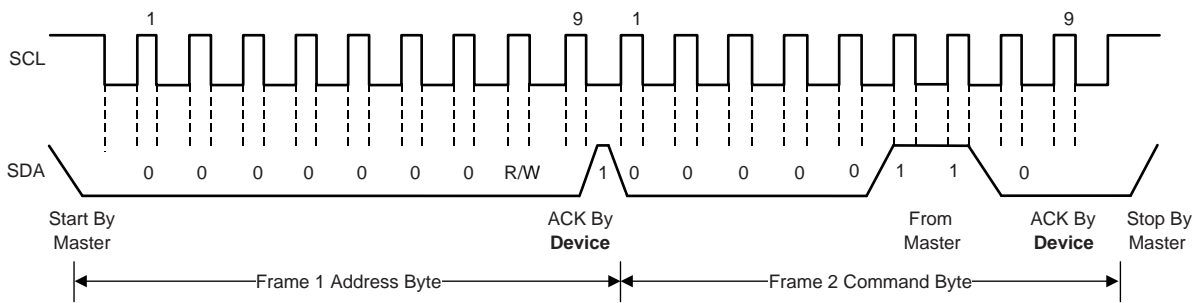 1 9 1 9
SCL
SDA 0 0 0 0 0 0 0 R/W 1 0 0 0 0 0 1 1 0
Start By Master
ACK By Device
From Master
ACK By Device
Stop By Master
Frame 1 Address Byte
Frame 2 Command Byte